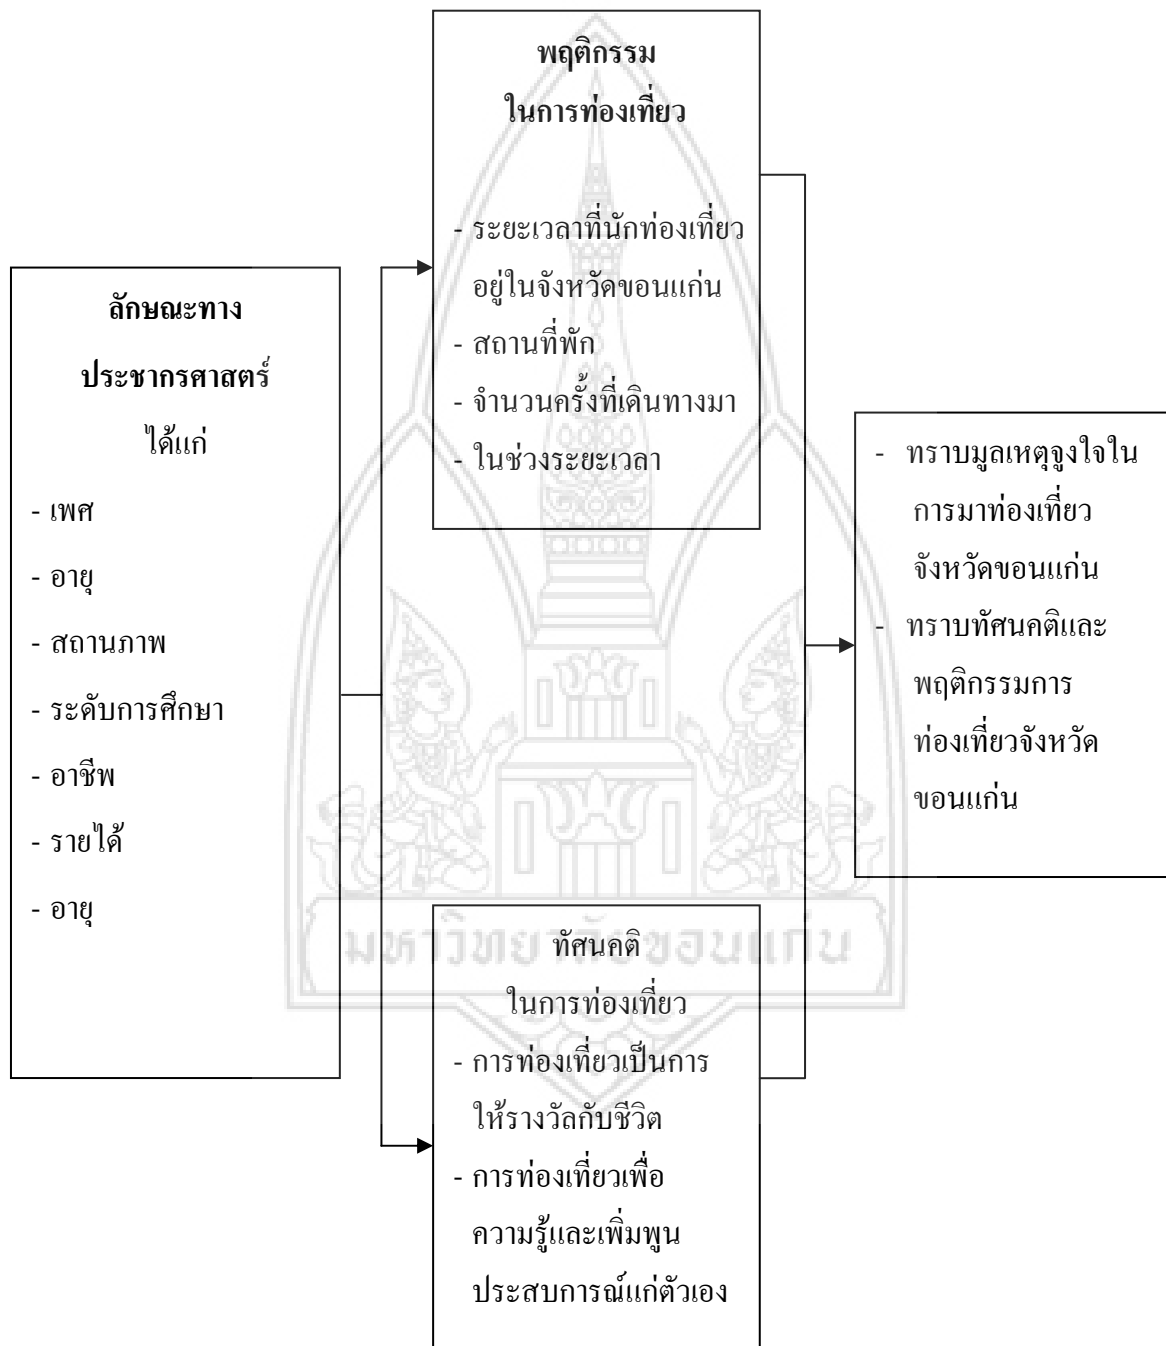 ลักษณะทาง
ประชากรศาสตร์
ได้แก่
- เพศ
- อายุ
- สถานภาพ
- ระดับการศึกษา
- อาชีพ
- รายได้
- อายุ
พฤติกรรม
ในการท่องเที่ยว
- ระยะเวลาที่นักท่องเที่ยว
อยู่ในจังหวัดขอนแก่น
- สถานที่พัก
- จำนวนครั้งที่เดินทางมา
- ในช่วงระยะเวลา
ทัศนคติ
ในการท่องเที่ยว
- การท่องเที่ยวเป็นการ
ให้รางวัลกับชีวิต
- การท่องเที่ยวเพื่อ
ความรู้และเพิ่มพูน
ประสบการณ์แก่ตัวเอง
- ทราบมูลเหตุจูงใจใน
การมาท่องเที่ยว
จังหวัดขอนแก่น
- ทราบทัศนคติและ
พฤติกรรมการ
ท่องเที่ยวจังหวัด
ขอนแก่น
มหาวิทยาลัยขอนแก่น